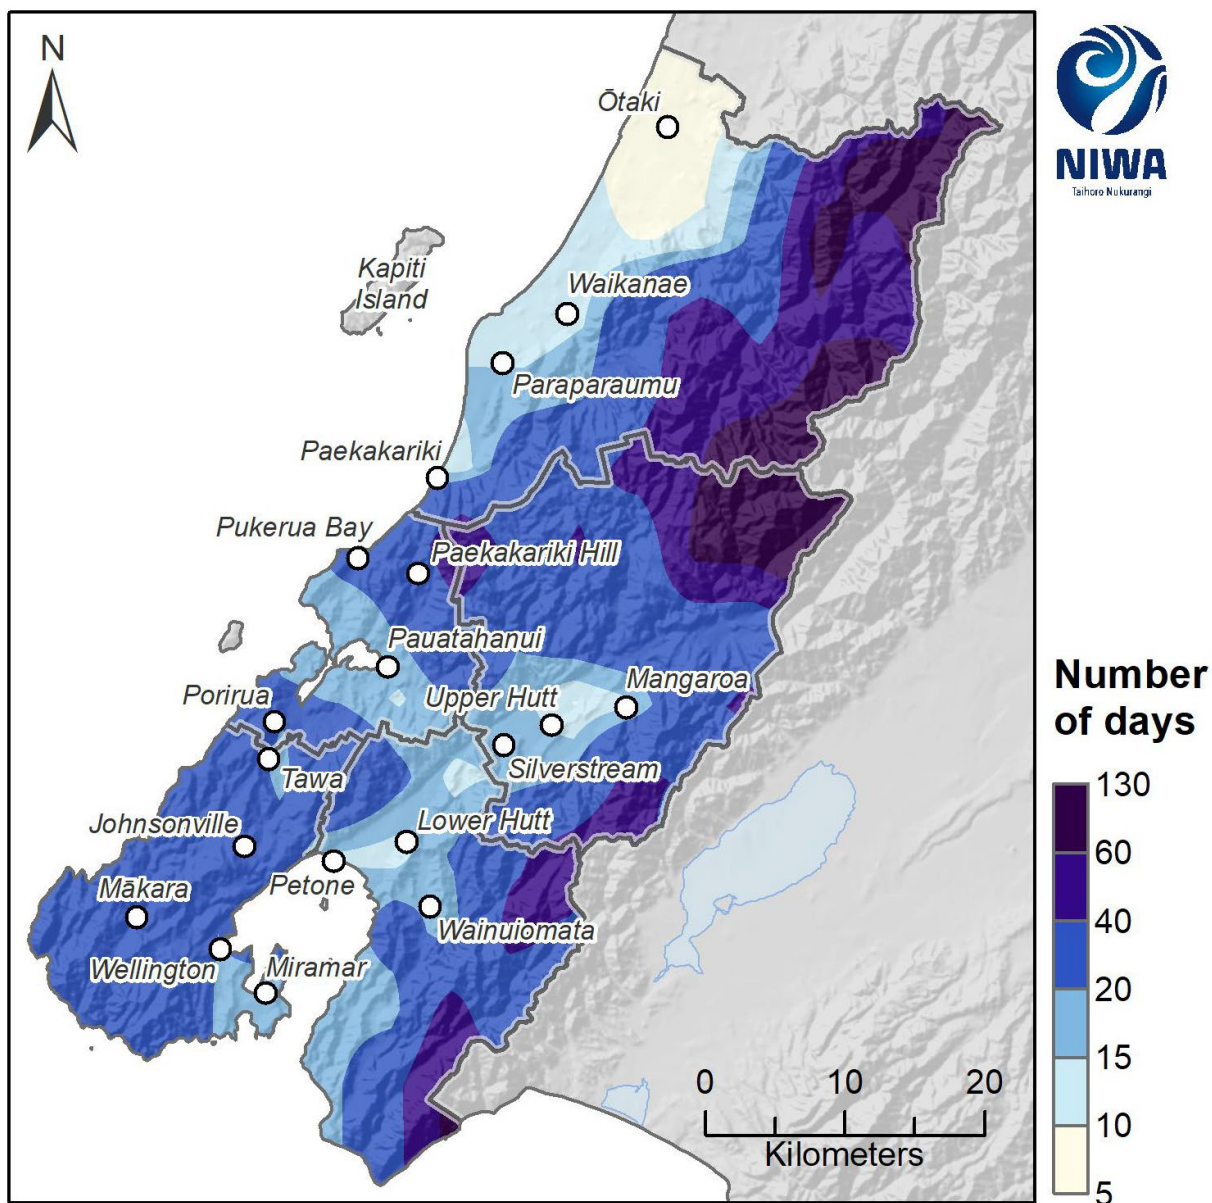 N
Ōtaki
NIWA
Taihoro Nukurangi
Kapiti
Island
Waikanae
Paraparaumu
Paekakariki
Pukerua Bay
Paekakariki Hill
Pauatahanui
Porirua
Upper Hutt
Mangaroa
Silverstream
Tawa
Johnsonville
Lower Hutt
Petone
Mākara
Wainuiomata
Wellington
Miramar
Number
of days
130
60
40
20
15
10
5
0 10 20
Kilometers